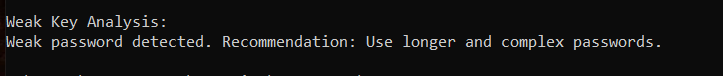 Weak Key Analysis:
Weak password detected. Recommendation: Use longer and complex passwords.